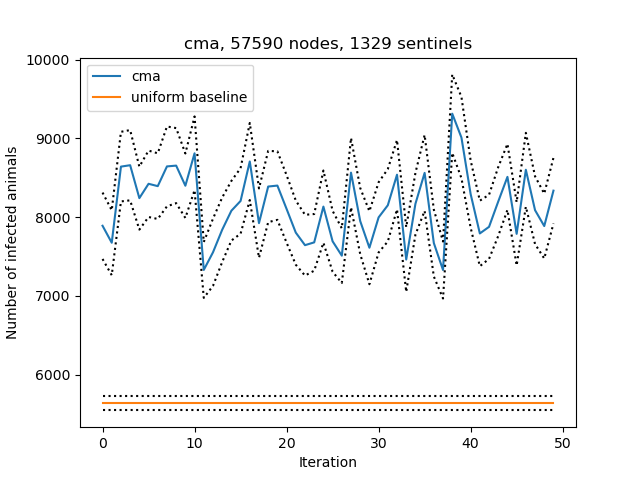 cma, 57590 nodes, 1329 sentinels
10000
9000
8000
7000
6000
Number of infected animals
cma
uniform baseline
0
10
20
30
40
50
Iteration